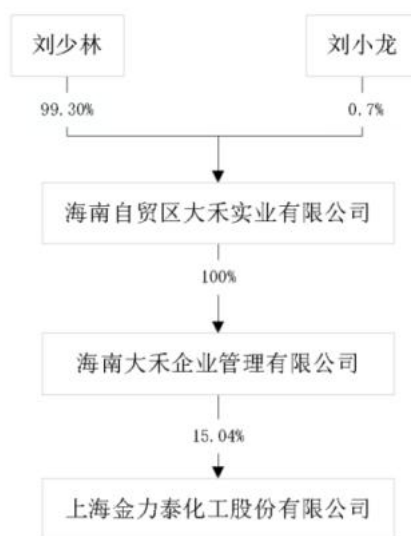 刘少林
刘小龙
99.30%
0.7%
海南自贸区大禾实业有限公司
100%
海南大禾企业管理有限公司
15.04%
上海金力泰化工股份有限公司